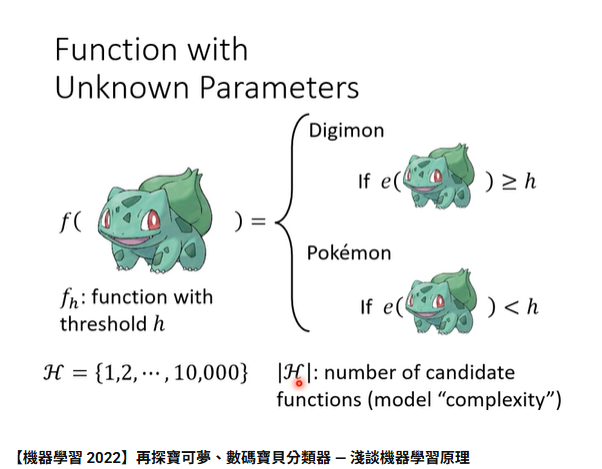 Function with
Unknown Parameters
Digimon
If e( ) ≥ h
f( ) =
Pokémon
If e( ) < h
fₕ: function with
threshold h
ℋ = {1,2, ⋯ , 10,000}
|ℋ|: number of candidate
functions (model “complexity”)
【機器學習 2022】再探寶可夢、數碼寶貝分類器 — 淺談機器學習原理